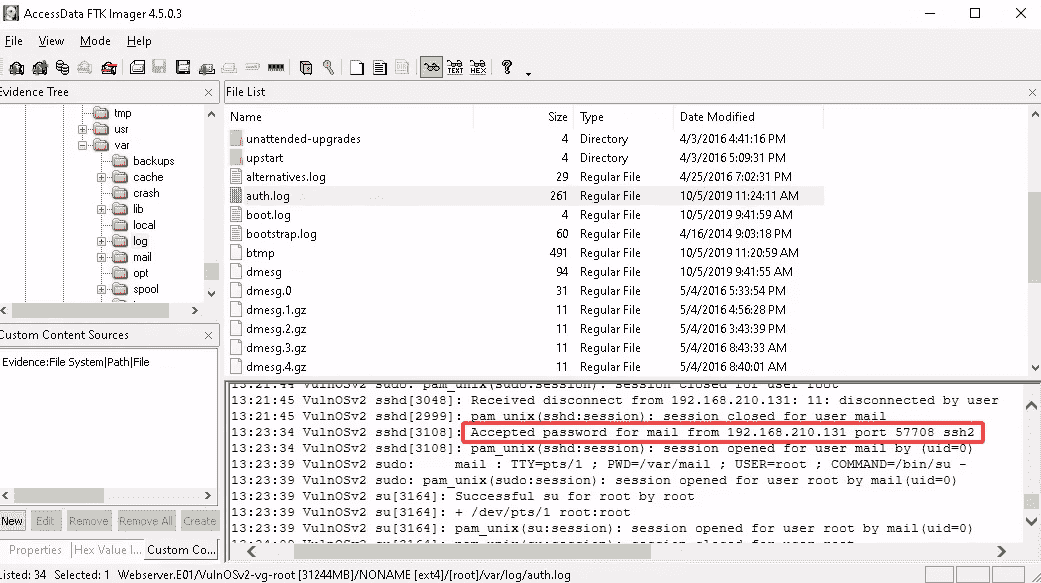 AccessData FTK Imager 4.5.0.3
File View Mode Help
Evidence Tree
tmp
usr
var
backups
cache
crash
lib
local
log
mail
opt
spool
Custom Content Sources
Evidence:File System|Path|File
New Edit Remove Remove All Create
Properties Hex Value I... Custom Co...
File List
Name Size Type Date Modified
unattended-upgrades 4 Directory 4/3/2016 4:41:16 PM
upstart 4 Directory 4/3/2016 5:09:31 PM
alternatives.log 29 Regular File 4/25/2016 7:02:31 PM
auth.log 261 Regular File 10/5/2019 11:24:11 AM
boot.log 4 Regular File 10/5/2019 9:41:59 AM
bootstrap.log 60 Regular File 4/16/2014 9:03:18 PM
btmp 491 Regular File 10/5/2019 11:20:59 AM
dmesg 94 Regular File 10/5/2019 9:41:55 AM
dmesg.0 31 Regular File 5/4/2016 5:33:54 PM
dmesg.1.gz 11 Regular File 5/4/2016 4:56:28 PM
dmesg.2.gz 11 Regular File 5/4/2016 3:43:39 PM
dmesg.3.gz 11 Regular File 5/4/2016 8:43:33 AM
dmesg.4.gz 11 Regular File 5/4/2016 8:40:01 AM
13:21:44 VulnOSv2 sudo: pam_unix(sudo:session): session closed for user root
13:21:45 VulnOSv2 sshd[3048]: Received disconnect from 192.168.210.131: 11: disconnected by user
13:21:45 VulnOSv2 sshd[2999]: pam_unix(sshd:session): session closed for user mail
13:23:34 VulnOSv2 sshd[3108]: Accepted password for mail from 192.168.210.131 port 57708 ssh2
13:23:34 VulnOSv2 sshd[3108]: pam_unix(sshd:session): session opened for user mail by (uid=0)
13:23:39 VulnOSv2 sudo: mail : TTY=pts/1 ; PWD=/var/mail ; USER=root ; COMMAND=/bin/su -
13:23:39 VulnOSv2 sudo: pam_unix(sudo:session): session opened for user root by mail(uid=0)
13:23:39 VulnOSv2 su[3164]: Successful su for root by root
13:23:39 VulnOSv2 su[3164]: + /dev/pts/1 root:root
13:23:39 VulnOSv2 su[3164]: pam_unix(su:session): session opened for user root by mail(uid=0)
Listed: 34 Selected: 1 Webserver.E01/VulnOSv2-vg-root [31244MB]/NONAME [ext4]/[root]/var/log/auth.log